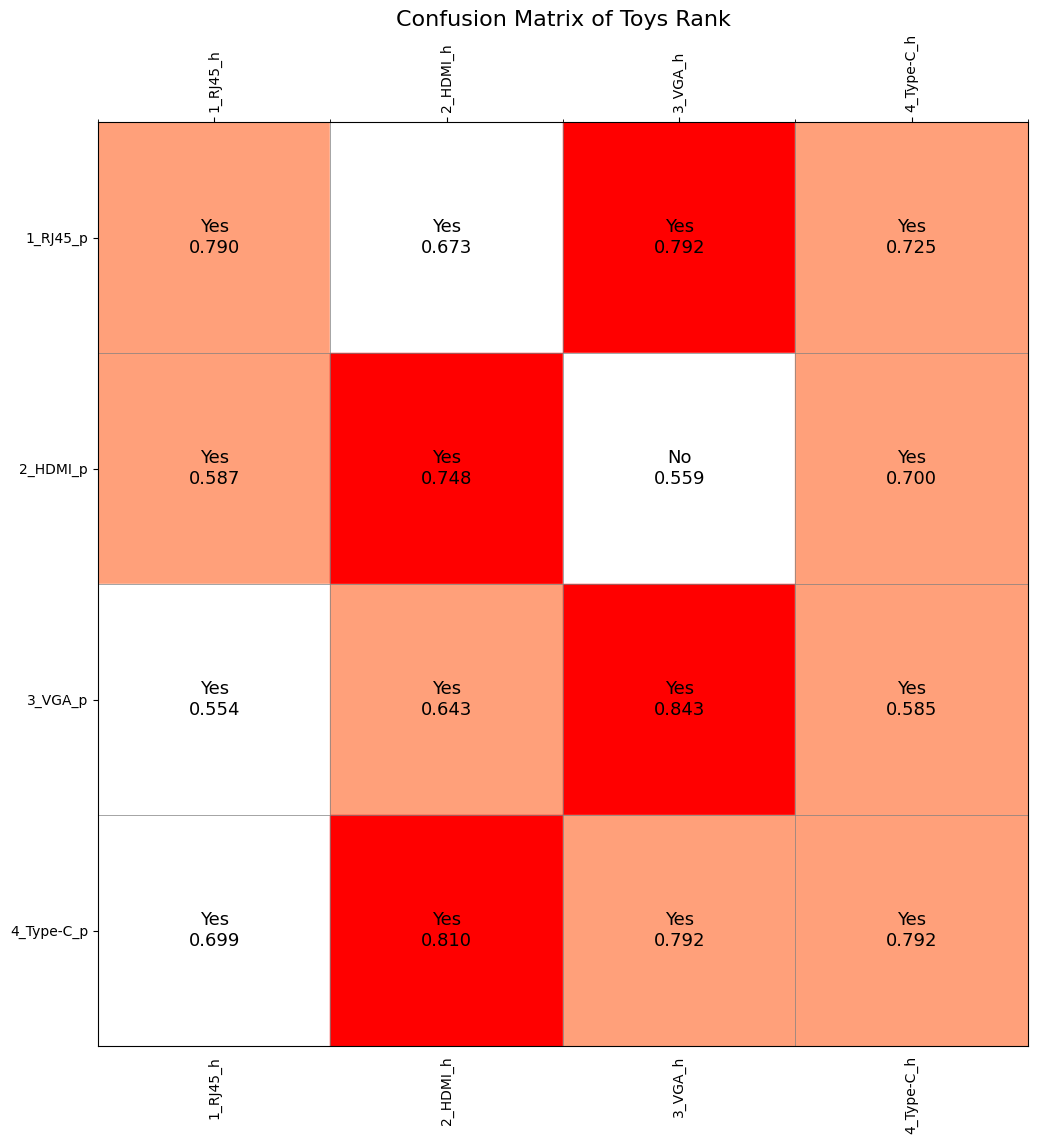 Confusion Matrix of Toys Rank
1_RJ45_h
2_HDMI_h
3_VGA_h
4_Type-C_h
1_RJ45_p
Yes
0.790
Yes
0.673
Yes
0.792
Yes
0.725
2_HDMI_p
Yes
0.587
Yes
0.748
No
0.559
Yes
0.700
3_VGA_p
Yes
0.554
Yes
0.643
Yes
0.843
Yes
0.585
4_Type-C_p
Yes
0.699
Yes
0.810
Yes
0.792
Yes
0.792
1_RJ45_h
2_HDMI_h
3_VGA_h
4_Type-C_h